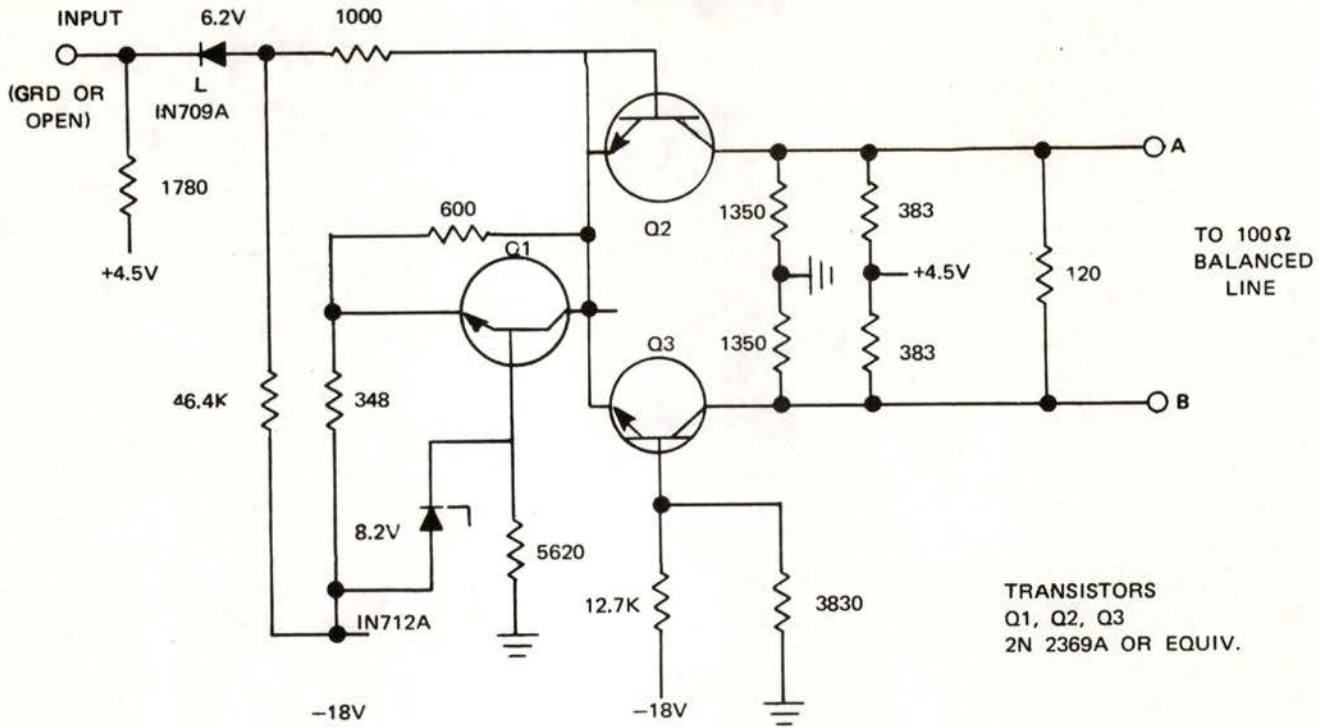 INPUT
6.2V
1000
(GRD OR
OPEN)
L
IN709A
1780
+4.5V
600
Q1
Q2
1350
383
A
+4.5V
120
TO 100Ω
BALANCED
LINE
46.4K
348
Q3
1350
383
B
8.2V
5620
IN712A
12.7K
3830
TRANSISTORS
Q1, Q2, Q3
2N 2369A OR EQUIV.
−18V
−18V